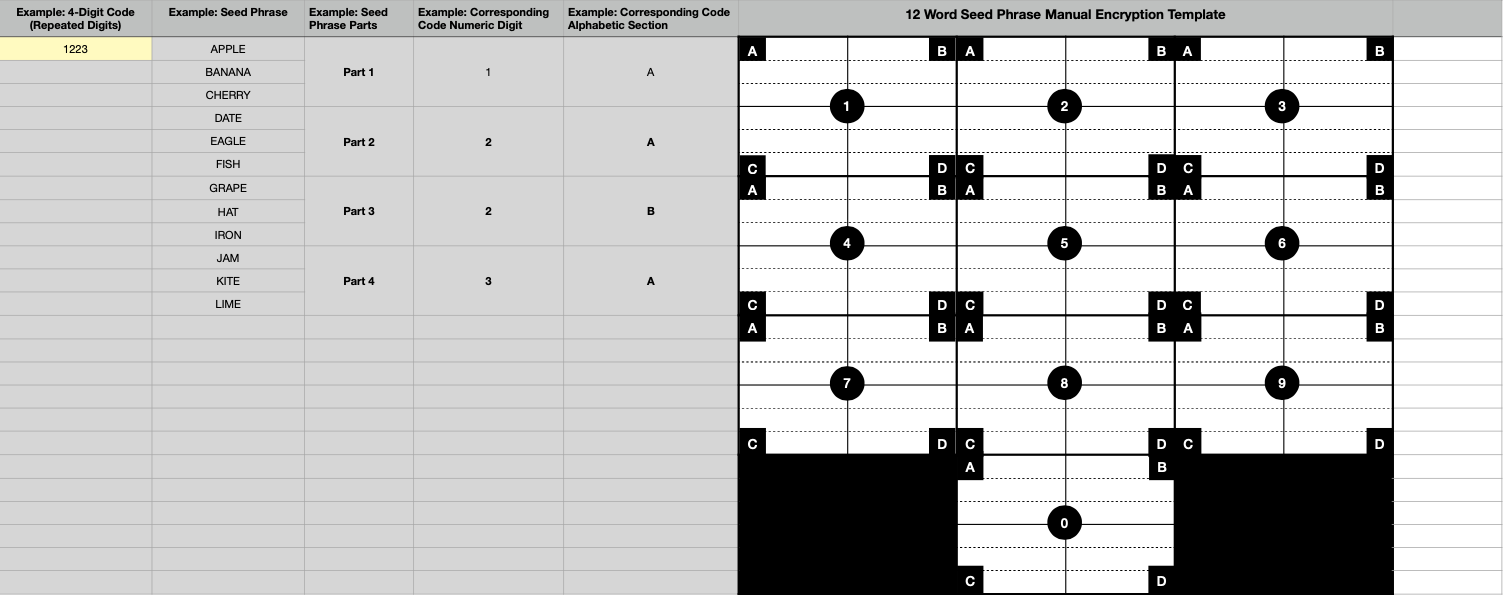 Example: 4-Digit Code (Repeated Digits)
Example: Seed Phrase
Example: Seed Phrase Parts
Example: Corresponding Code Numeric Digit
Example: Corresponding Code Alphabetic Section
12 Word Seed Phrase Manual Encryption Template
1223
APPLE
BANANA
CHERRY
Part 1
1
A
DATE
EAGLE
FISH
Part 2
2
A
GRAPE
HAT
IRON
Part 3
2
B
JAM
KITE
LIME
Part 4
3
A
A B A B A B
1 2 3
C D C D C D
A B A B A B
4 5 6
C D C D C D
A B A B A B
7 8 9
C D C D C D
A B
0
C D